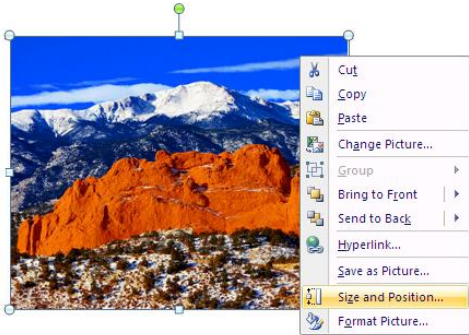 Cut
Copy
Paste
Change Picture...
Group
Bring to Front
Send to Back
Hyperlink...
Save as Picture...
Size and Position...
Format Picture...